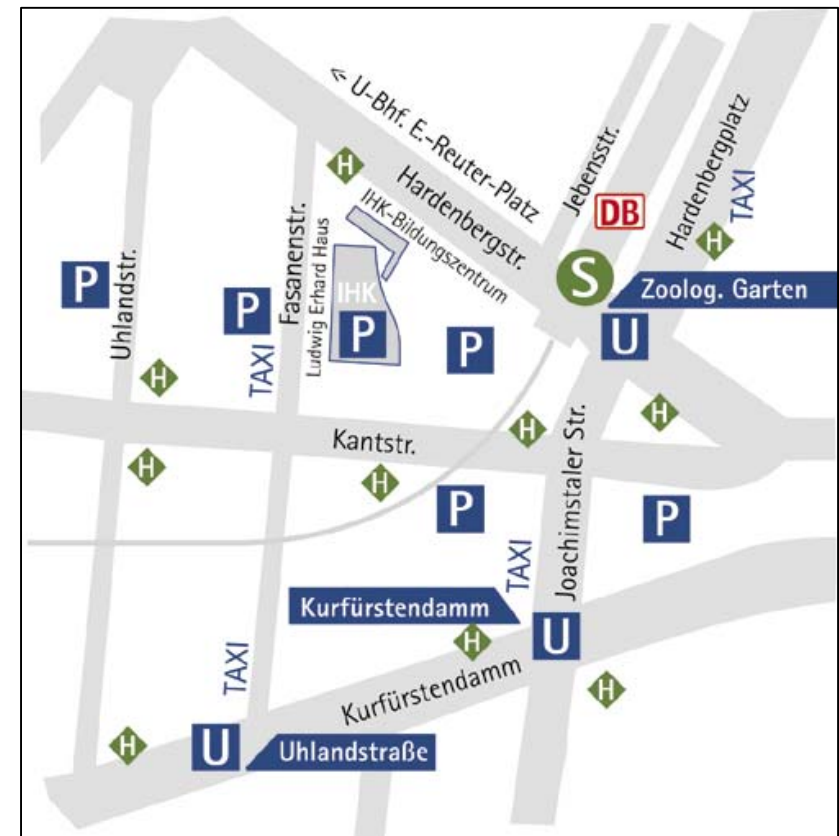 <- U-Bhf. E.-Reuter-Platz
Hardenbergstr.
Jebensstr.
Hardenbergplatz
TAXI
H
DB
H
IHK-Bildungszentrum
S
Zoolog. Garten
U
P
Uhlandstr.
P
TAXI
Fasanenstr.
Ludwig Erhard Haus
IHK
P
P
H
H
H
H
Kantstr.
H
P
P
TAXI
Joachimstaler Str.
Kurfürstendamm
U
H
Kurfürstendamm
H
TAXI
H
U
Uhlandstraße